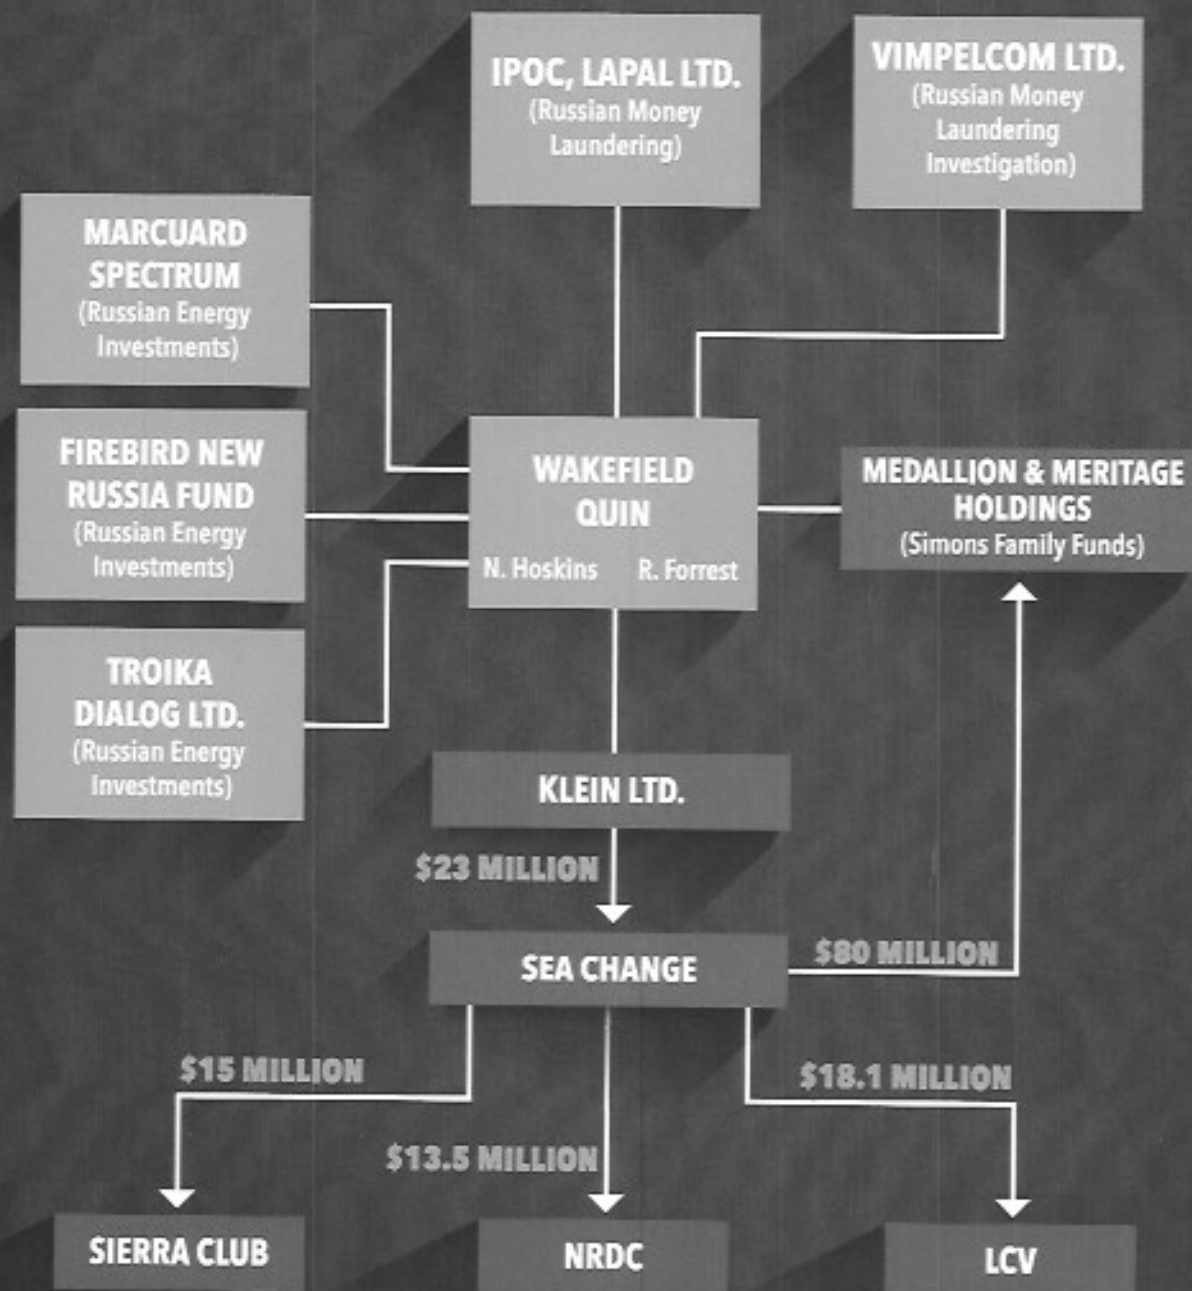 IPOC, LAPAL LTD.
(Russian Money
Laundering)
VIMPELCOM LTD.
(Russian Money
Laundering
Investigation)
MARCUARD
SPECTRUM
(Russian Energy
Investments)
FIREBIRD NEW
RUSSIA FUND
(Russian Energy
Investments)
WAKEFIELD
QUIN
N. Hoskins R. Forrest
MEDALLION & MERITAGE
HOLDINGS
(Simons Family Funds)
TROIKA
DIALOG LTD.
(Russian Energy
Investments)
KLEIN LTD.
$23 MILLION
SEA CHANGE
$80 MILLION
$15 MILLION
$18.1 MILLION
$13.5 MILLION
SIERRA CLUB
NRDC
LCV